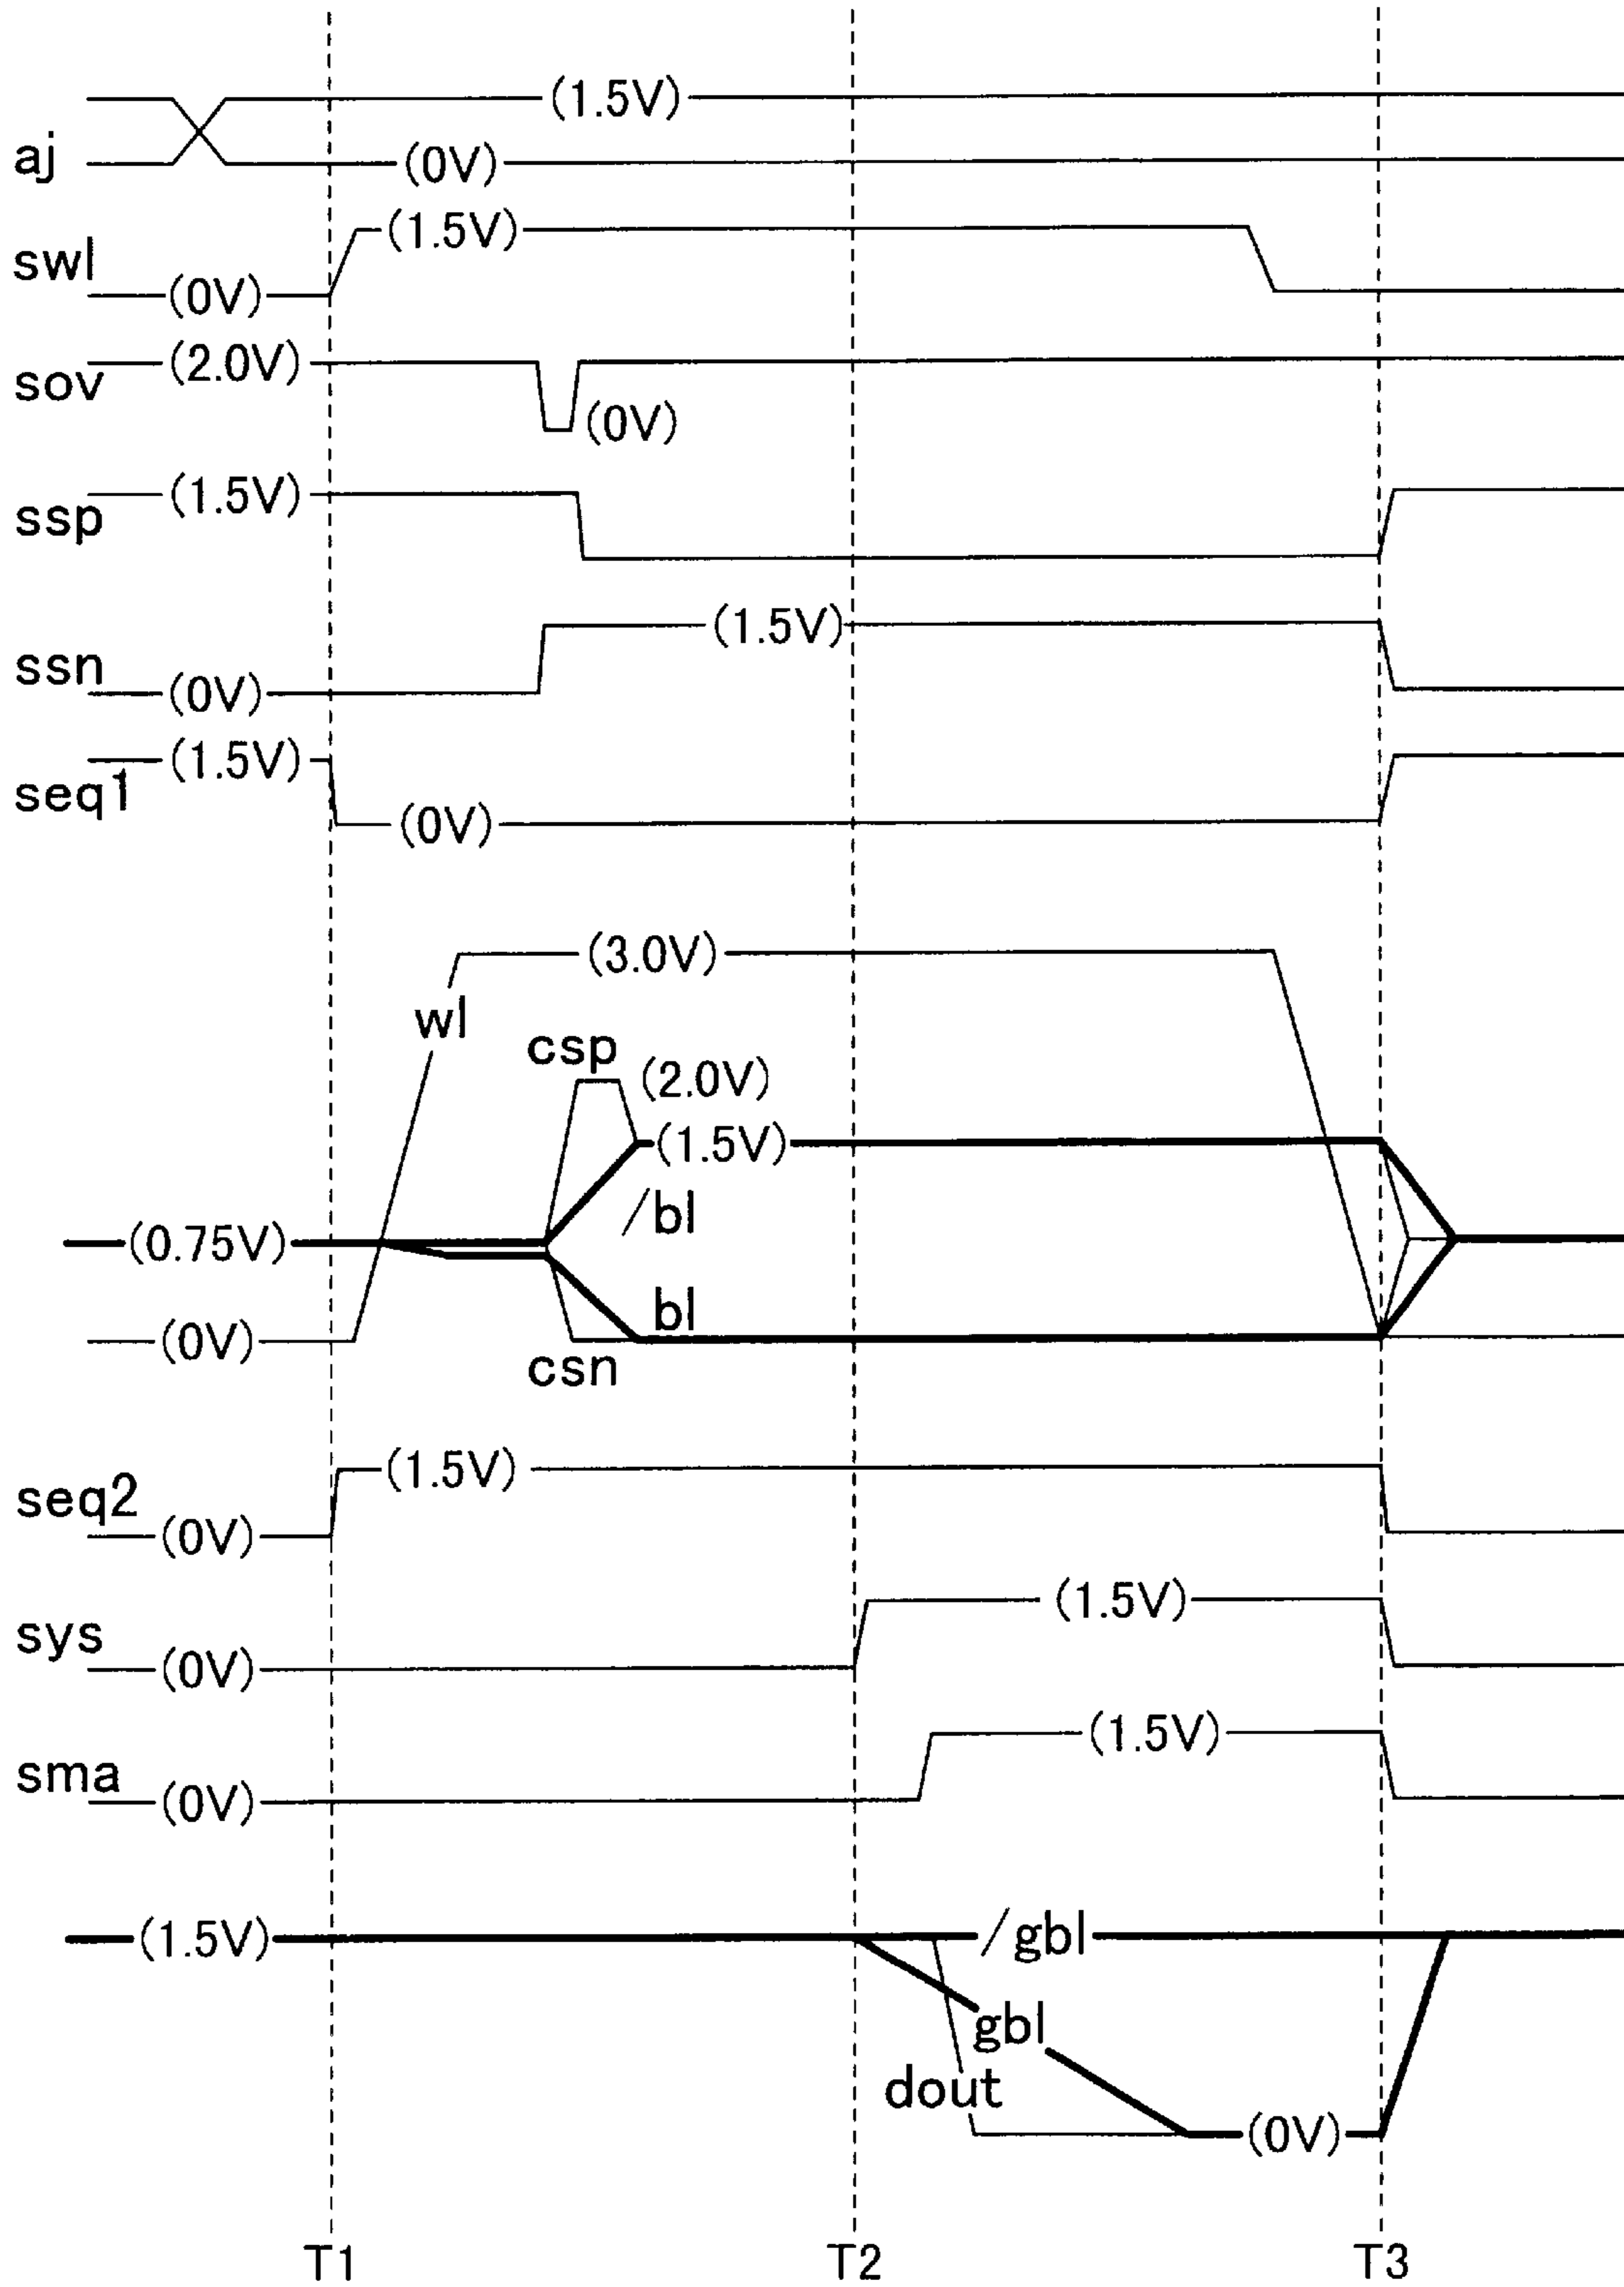 (1.5V)
aj
(0V)
(1.5V)
swl
(0V)
(2.0V)
sov
(0V)
(1.5V)
ssp
(1.5V)
ssn
(0V)
(1.5V)
seq1
(0V)
(3.0V)
wl
csp
(2.0V)
(1.5V)
/bl
(0.75V)
bl
(0V)
csn
(1.5V)
seq2
(0V)
(1.5V)
sys
(0V)
(1.5V)
sma
(0V)
(1.5V)
/gbl
gbl
dout
(0V)
T1 T2 T3